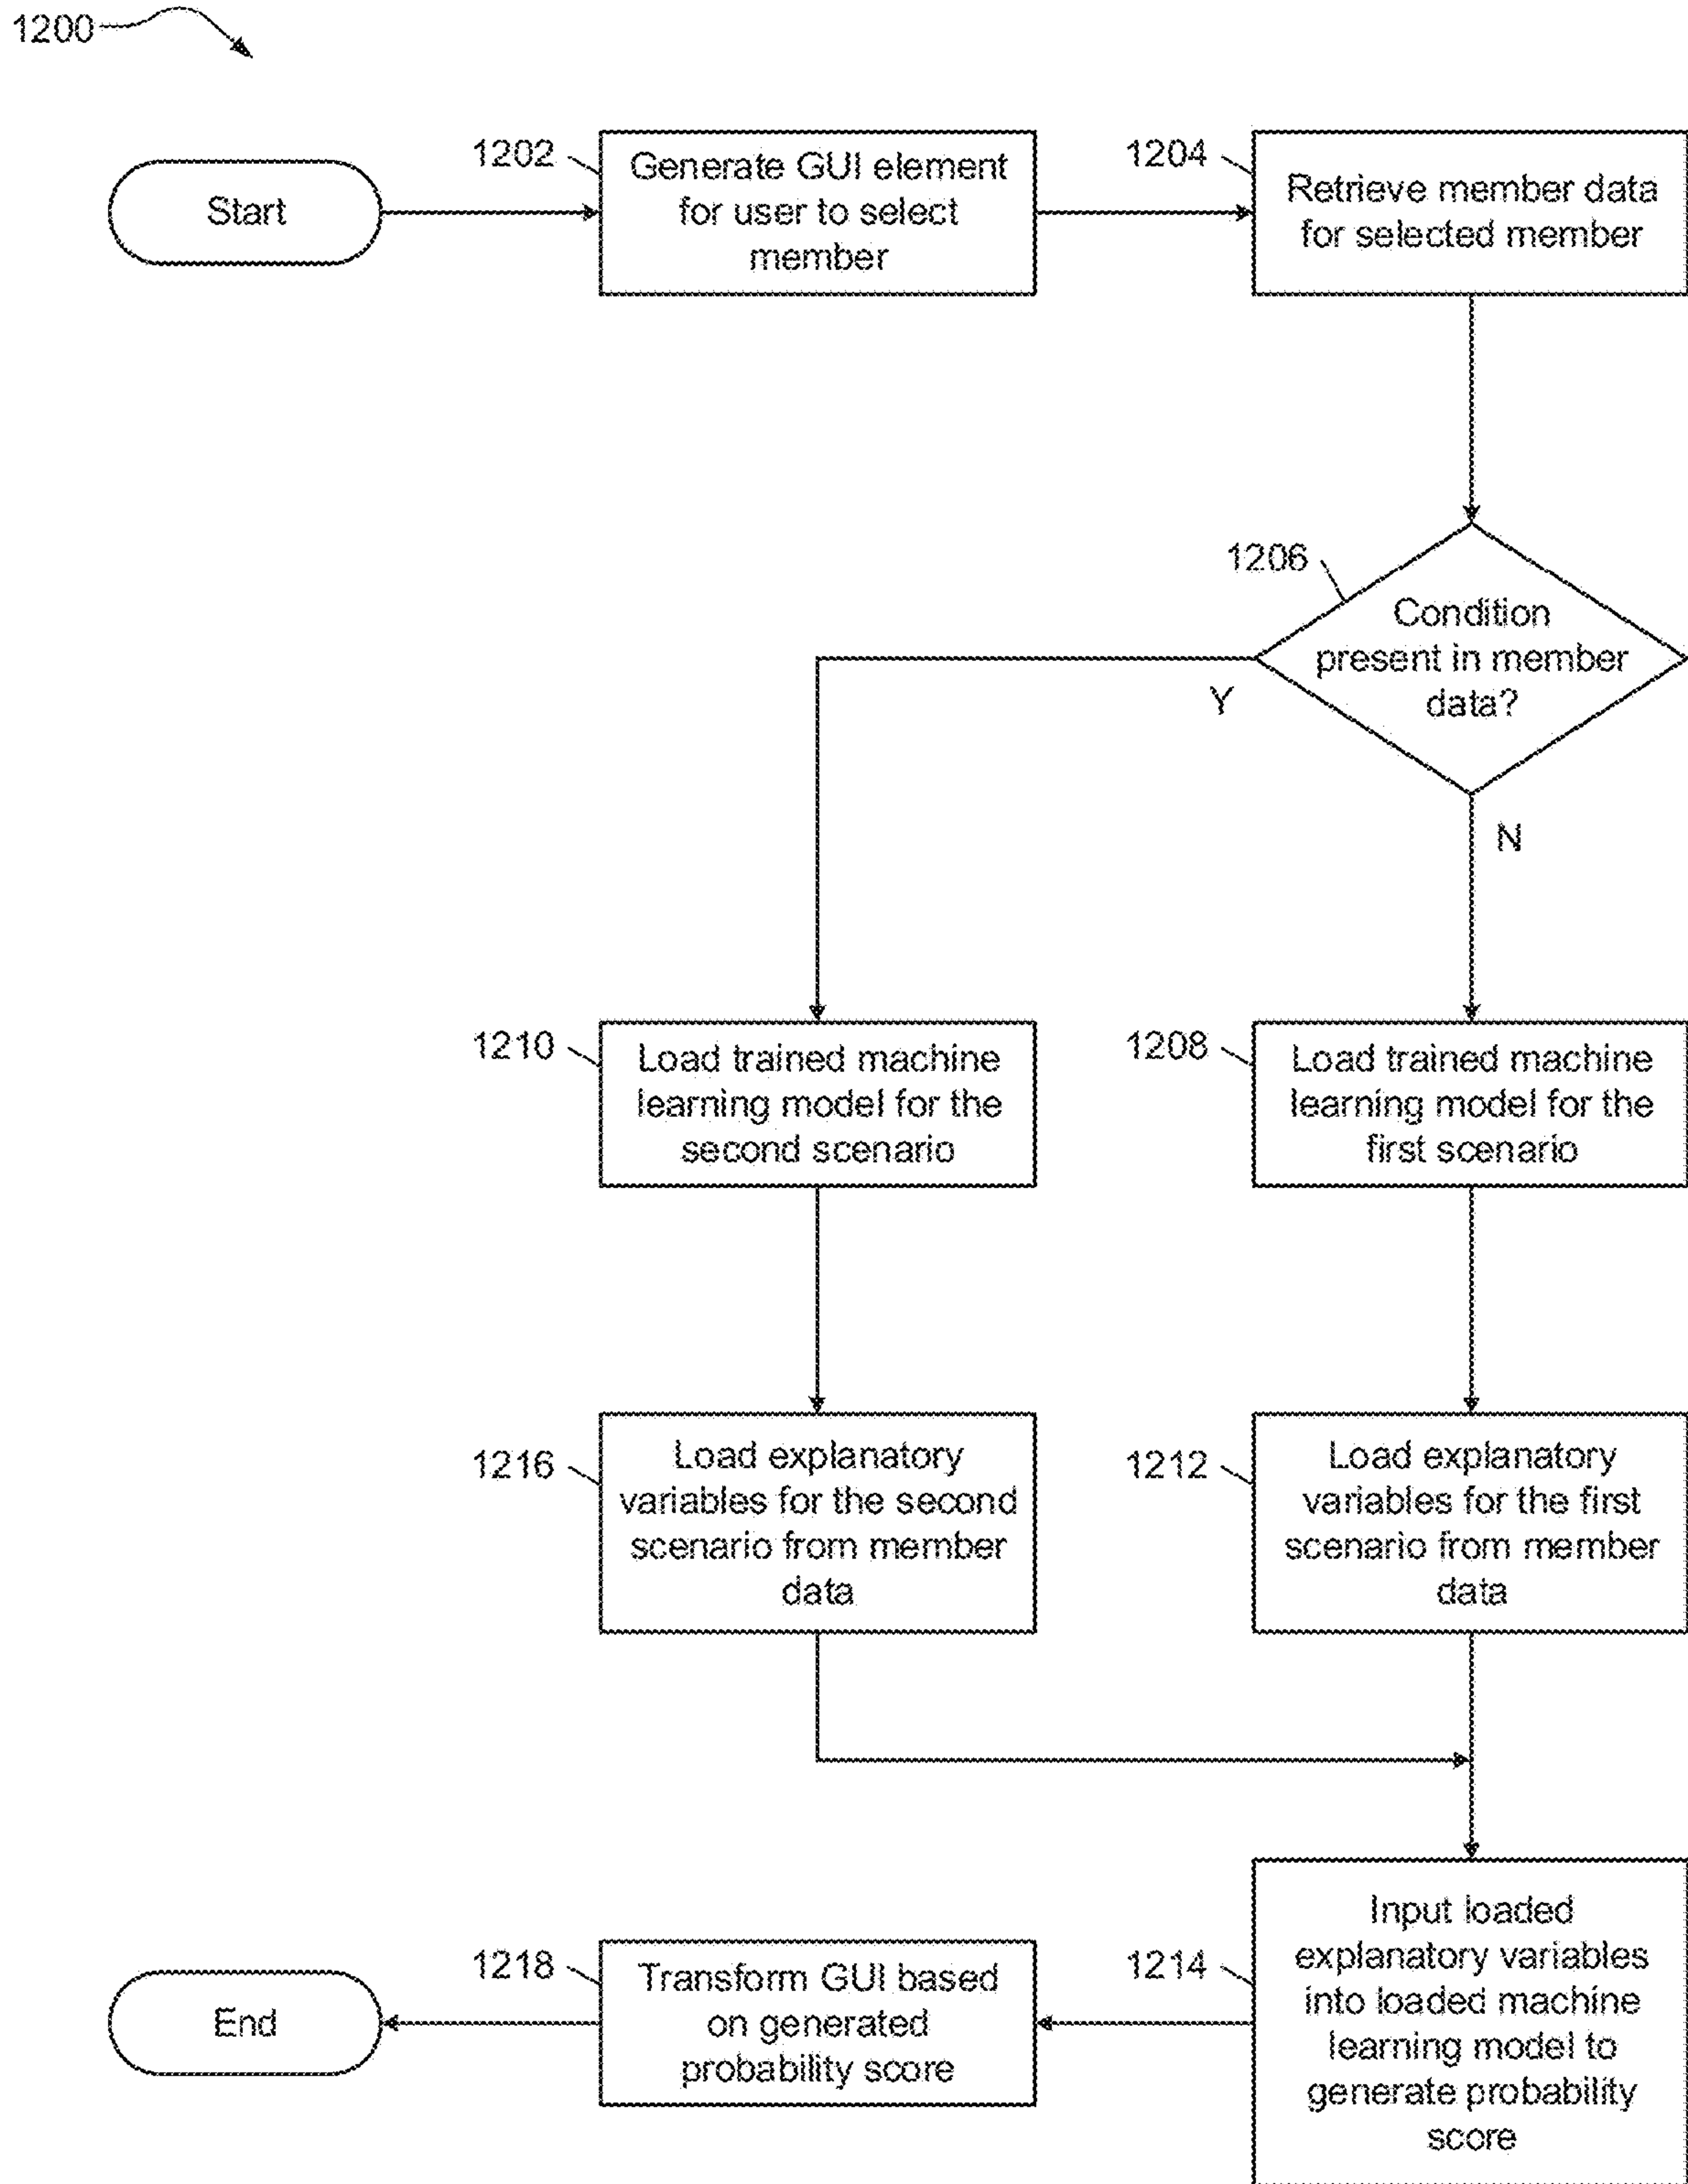 1200
Start
1202
Generate GUI element
for user to select
member
1204
Retrieve member data
for selected member
1206
Condition
present in member
data?
Y
N
1210
Load trained machine
learning model for the
second scenario
1208
Load trained machine
learning model for the
first scenario
1216
Load explanatory
variables for the second
scenario from member
data
1212
Load explanatory
variables for the first
scenario from member
data
End
1218
Transform GUI based
on generated
probability score
1214
Input loaded
explanatory variables
into loaded machine
learning model to
generate probability
score